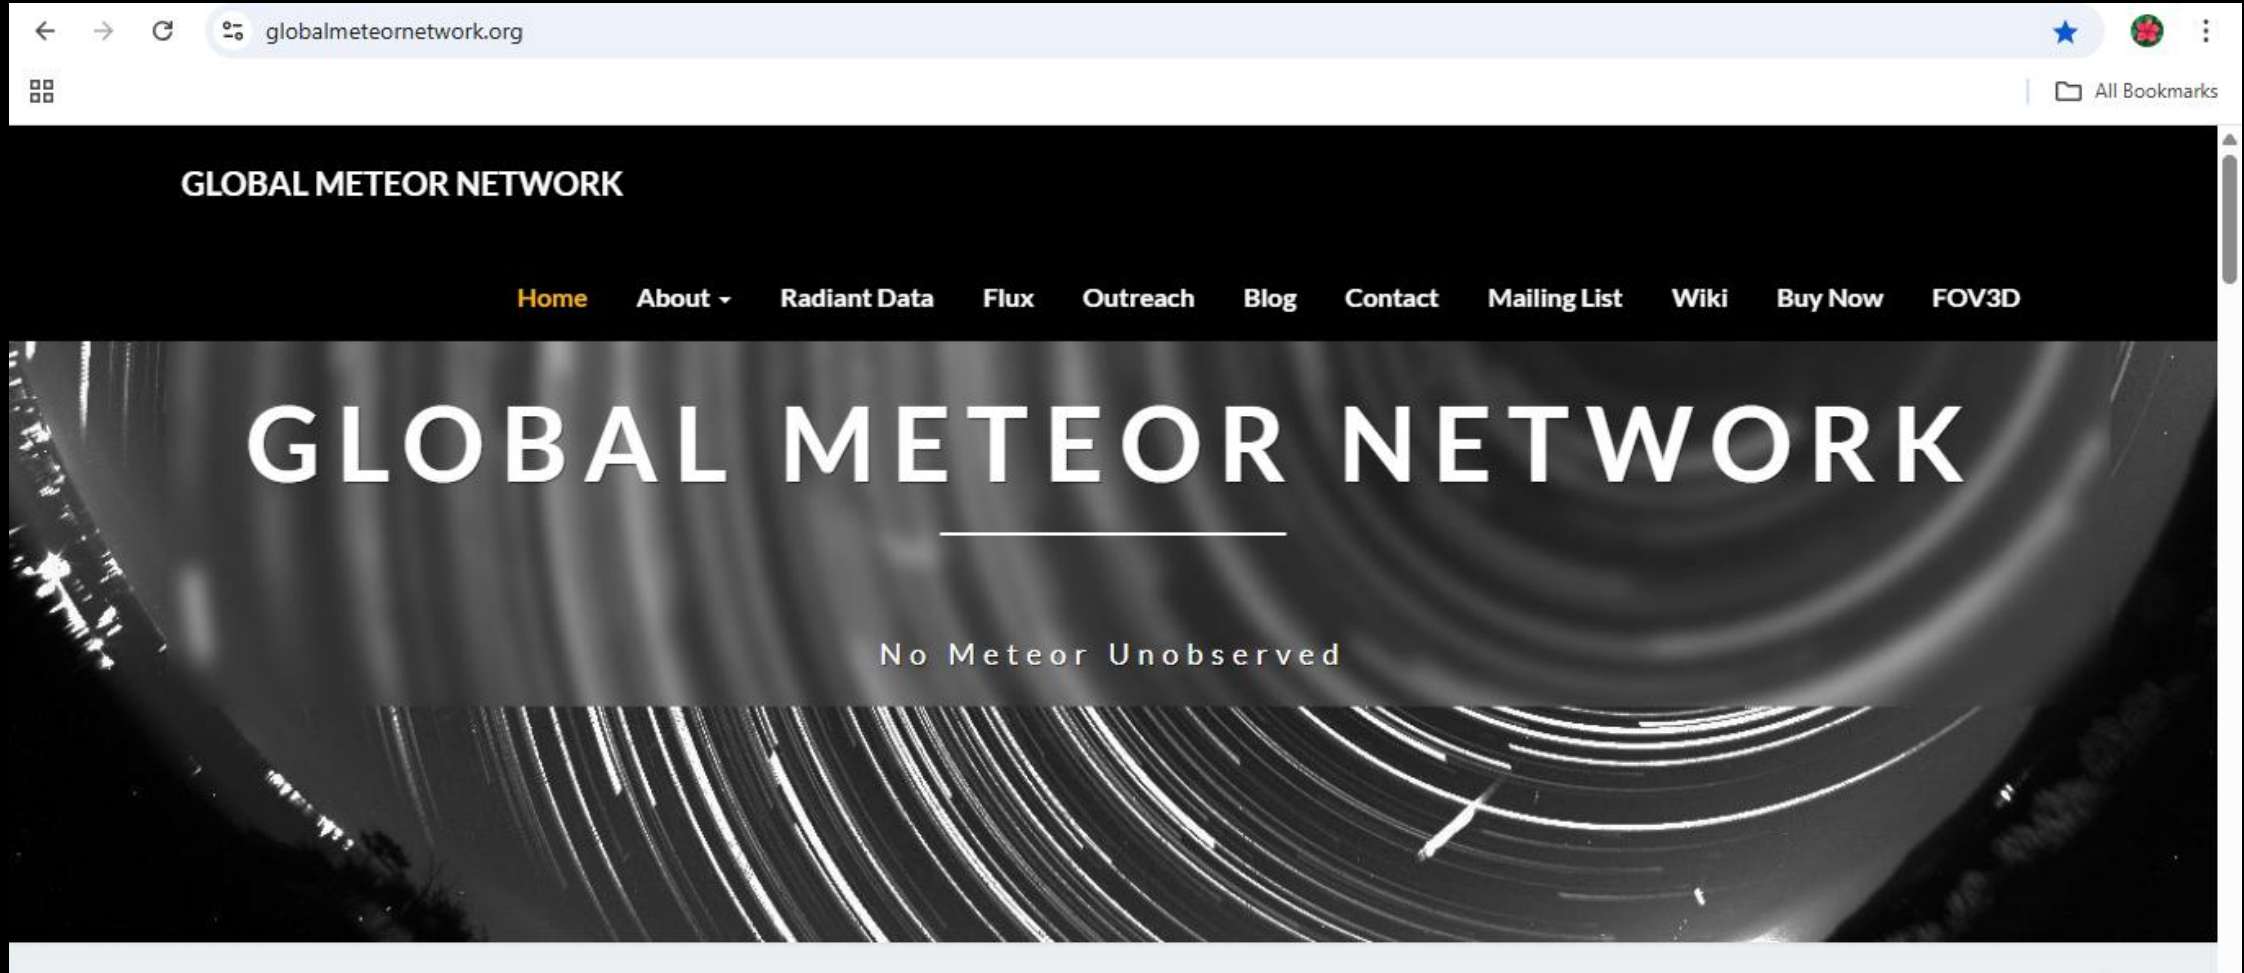 globalmeteornetwork.org
All Bookmarks
GLOBAL METEOR NETWORK
Home About Radiant Data Flux Outreach Blog Contact Mailing List Wiki Buy Now FOV3D
GLOBAL METEOR NETWORK
No Meteor Unobserved